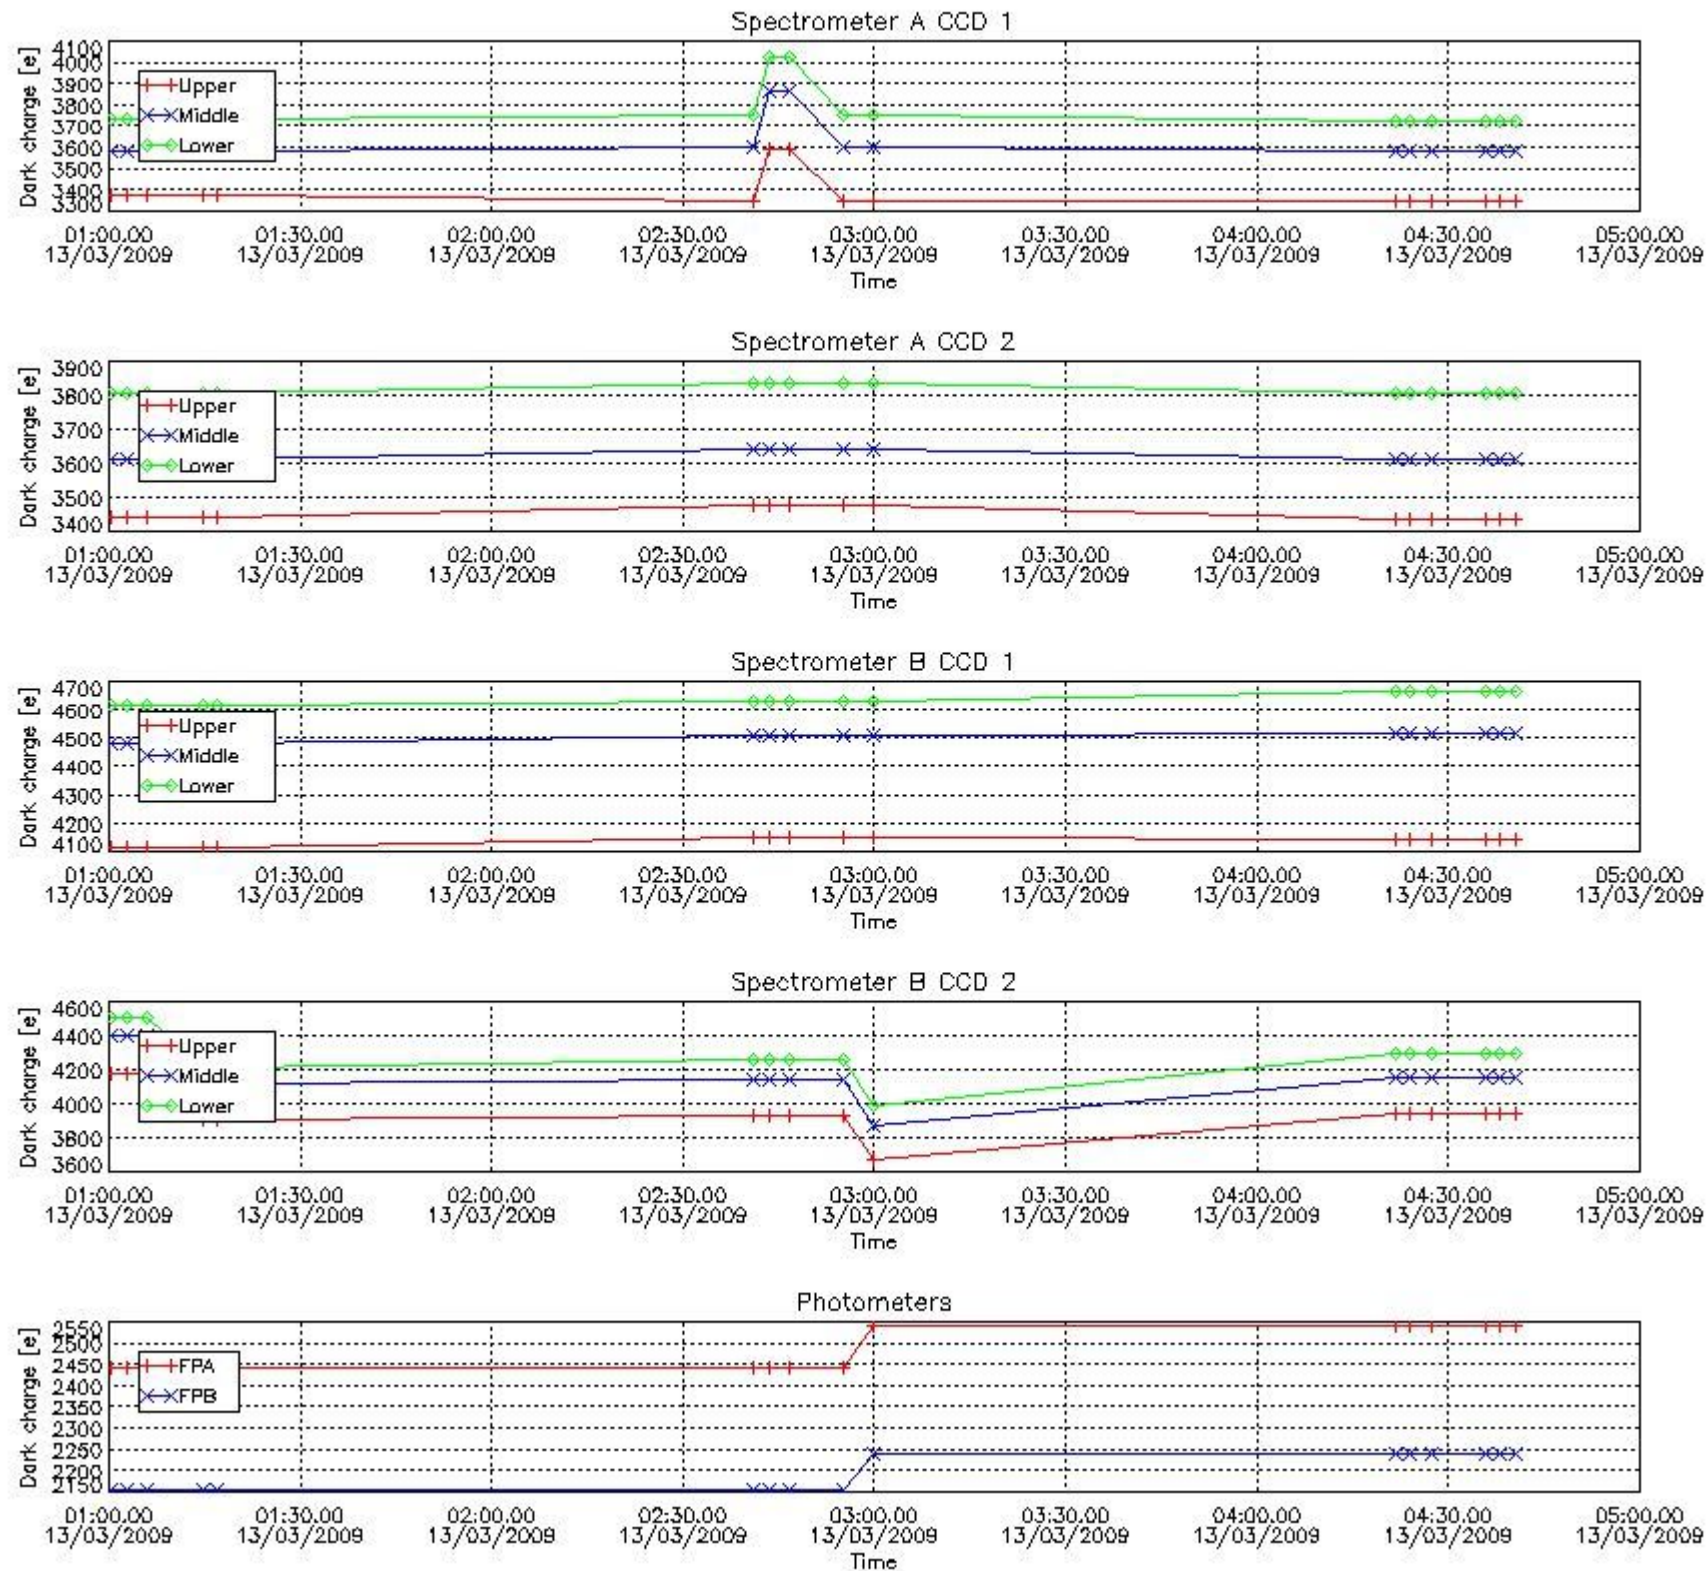 Spectrometer A CCD 1
Dark charge [e]
4100
4000
3900
3800
3700
3600
3500
3400
3300
Upper
Middle
Lower
01:00.00 01:30.00 02:00.00 02:30.00 03:00.00 03:30.00 04:00.00 04:30.00 05:00.00
13/03/2009 13/03/2009 13/03/2009 13/03/2009 13/03/2009 13/03/2009 13/03/2009 13/03/2009 13/03/2009
Time
Spectrometer A CCD 2
Dark charge [e]
3900
3800
3700
3600
3500
3400
Upper
Middle
Lower
01:00.00 01:30.00 02:00.00 02:30.00 03:00.00 03:30.00 04:00.00 04:30.00 05:00.00
13/03/2009 13/03/2009 13/03/2009 13/03/2009 13/03/2009 13/03/2009 13/03/2009 13/03/2009 13/03/2009
Time
Spectrometer B CCD 1
Dark charge [e]
4700
4600
4500
4400
4300
4200
4100
Upper
Middle
Lower
01:00.00 01:30.00 02:00.00 02:30.00 03:00.00 03:30.00 04:00.00 04:30.00 05:00.00
13/03/2009 13/03/2009 13/03/2009 13/03/2009 13/03/2009 13/03/2009 13/03/2009 13/03/2009 13/03/2009
Time
Spectrometer B CCD 2
Dark charge [e]
4600
4400
4200
4000
3800
3600
Upper
Middle
Lower
01:00.00 01:30.00 02:00.00 02:30.00 03:00.00 03:30.00 04:00.00 04:30.00 05:00.00
13/03/2009 13/03/2009 13/03/2009 13/03/2009 13/03/2009 13/03/2009 13/03/2009 13/03/2009 13/03/2009
Time
Photometers
Dark charge [e]
2550
2500
2450
2400
2350
2300
2250
2200
2150
FPA
FPB
01:00.00 01:30.00 02:00.00 02:30.00 03:00.00 03:30.00 04:00.00 04:30.00 05:00.00
13/03/2009 13/03/2009 13/03/2009 13/03/2009 13/03/2009 13/03/2009 13/03/2009 13/03/2009 13/03/2009
Time